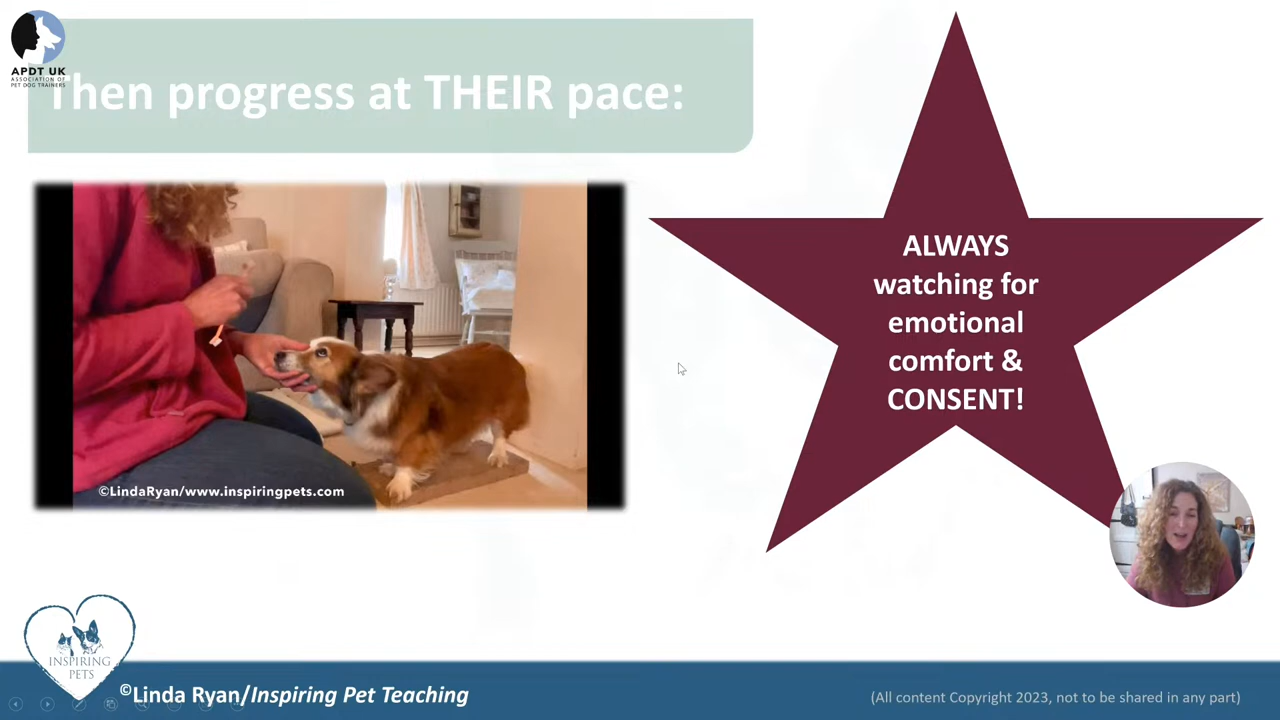 APDT UK
ASSOCIATION OF
PET DOG TRAINERS
Then progress at THEIR pace:
ALWAYS
watching for
emotional
comfort &
CONSENT!
©LindaRyan/www.inspiringpets.com
INSPIRING
PETS
©Linda Ryan/Inspiring Pet Teaching
(All content Copyright 2023, not to be shared in any part)